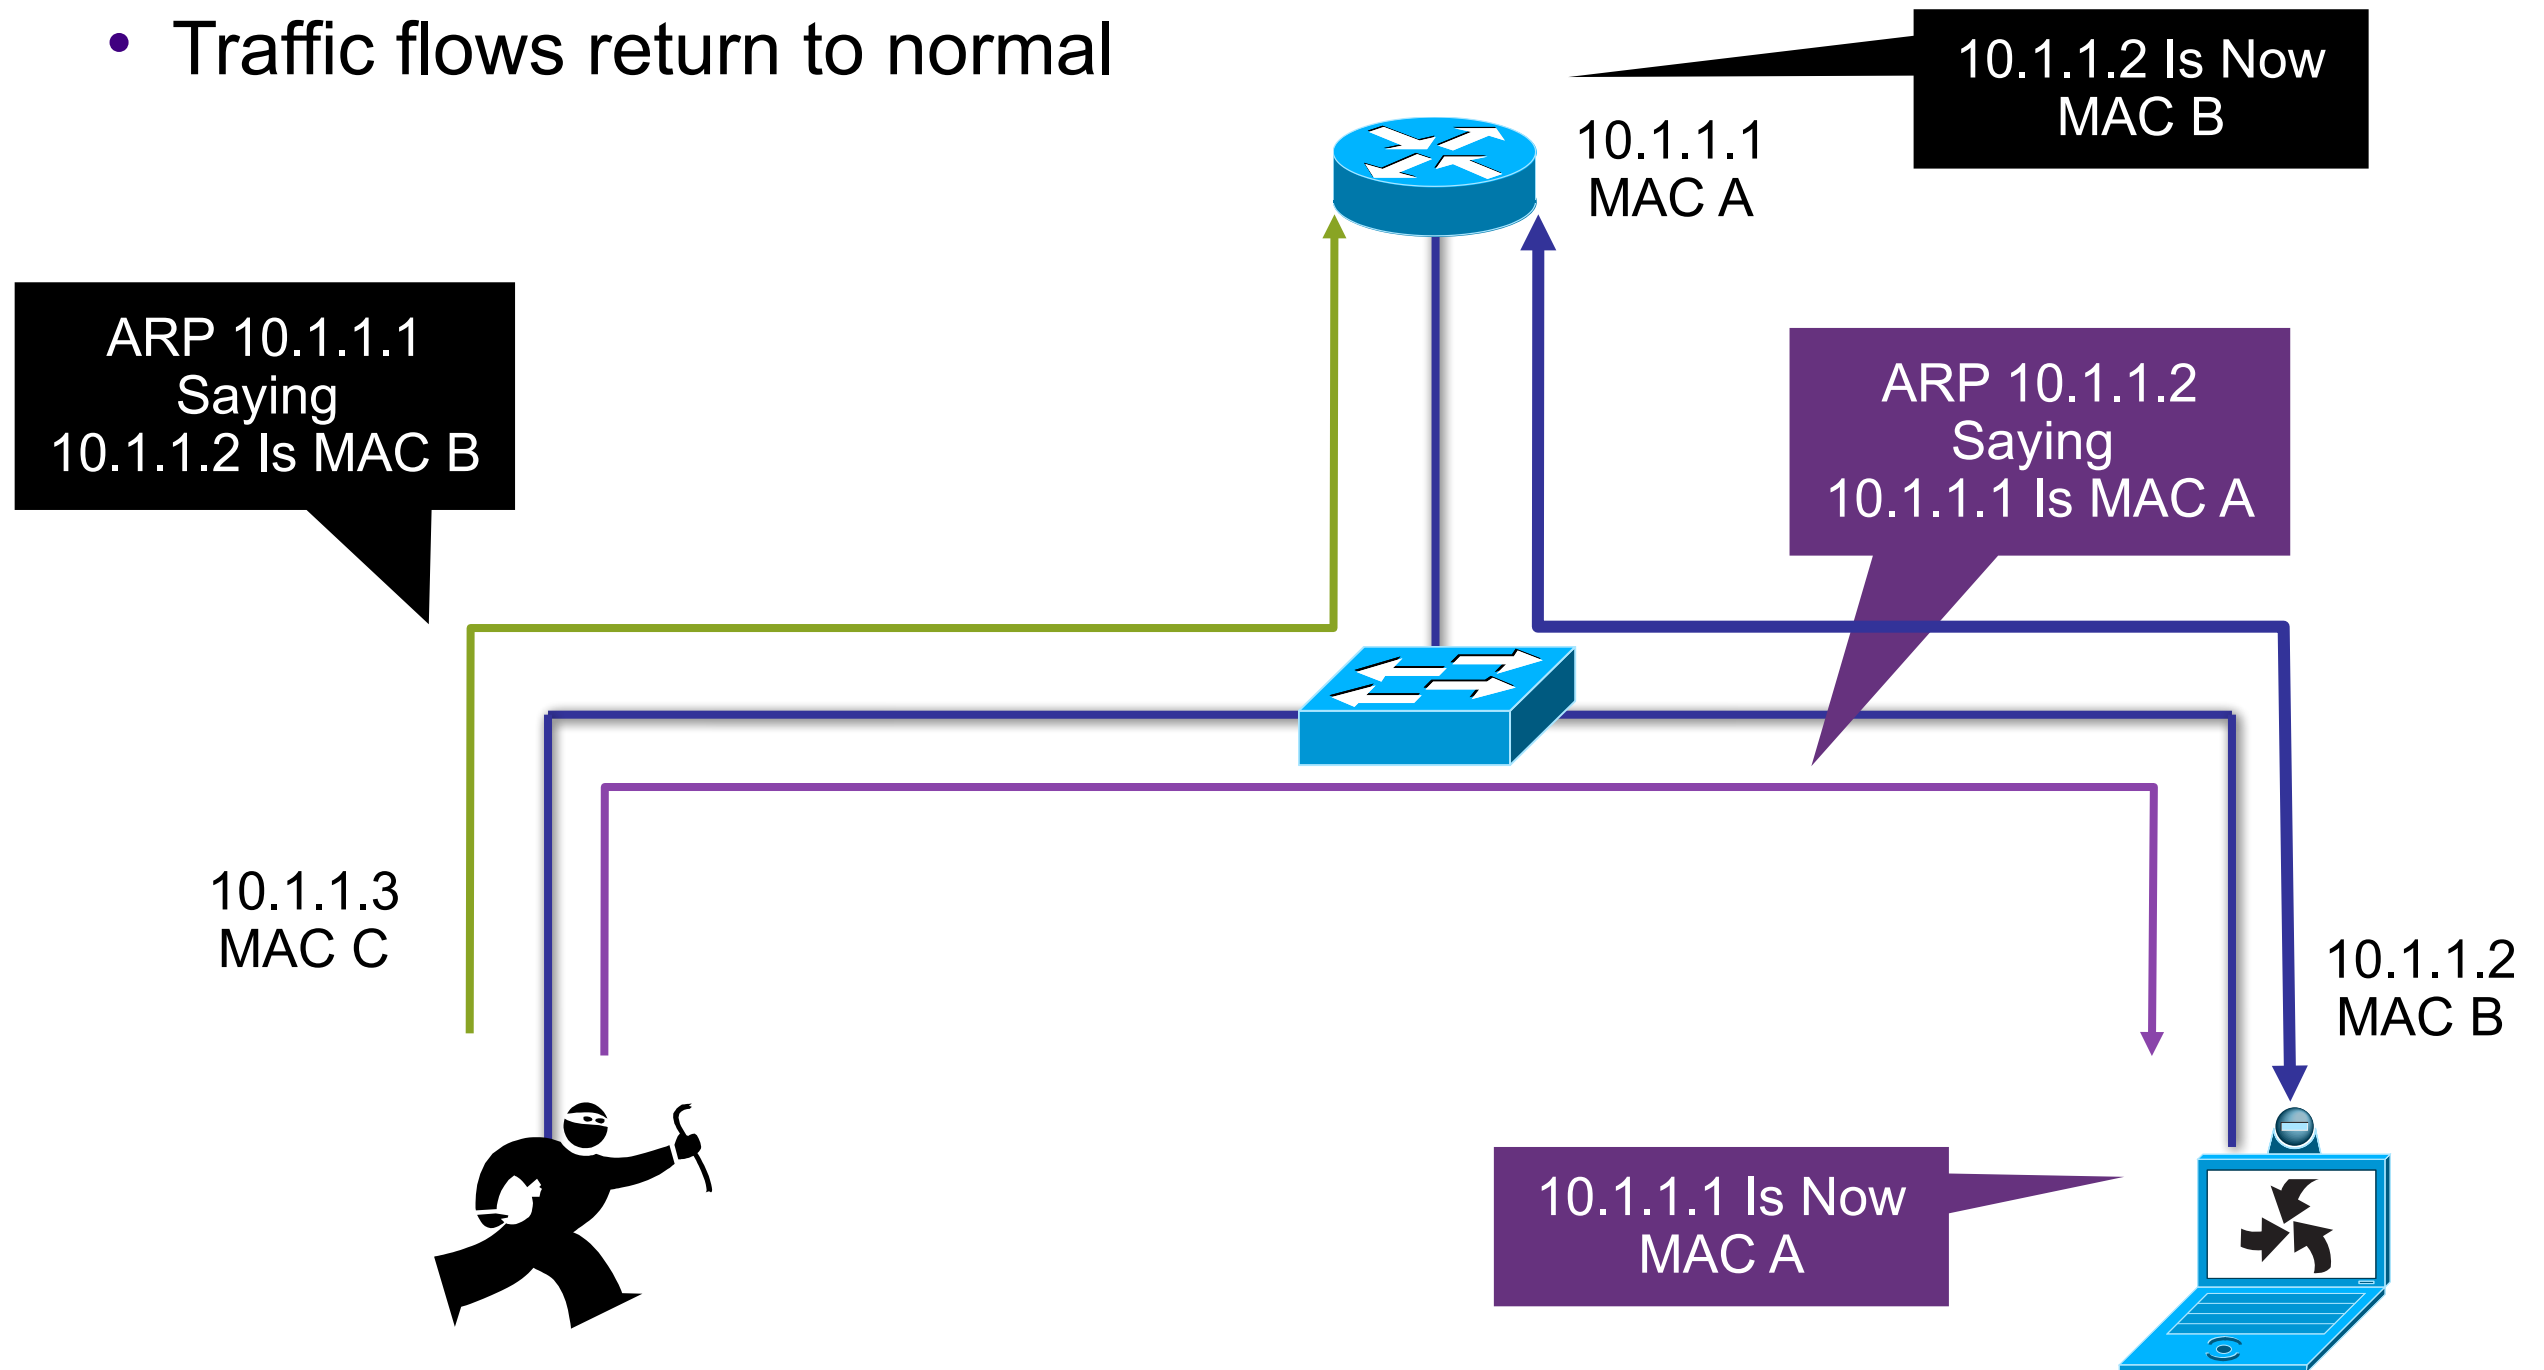 • Traffic flows return to normal
10.1.1.2 Is Now
MAC B
10.1.1.1
MAC A
ARP 10.1.1.1
Saying
10.1.1.2 Is MAC B
ARP 10.1.1.2
Saying
10.1.1.1 Is MAC A
10.1.1.3
MAC C
10.1.1.2
MAC B
10.1.1.1 Is Now
MAC A